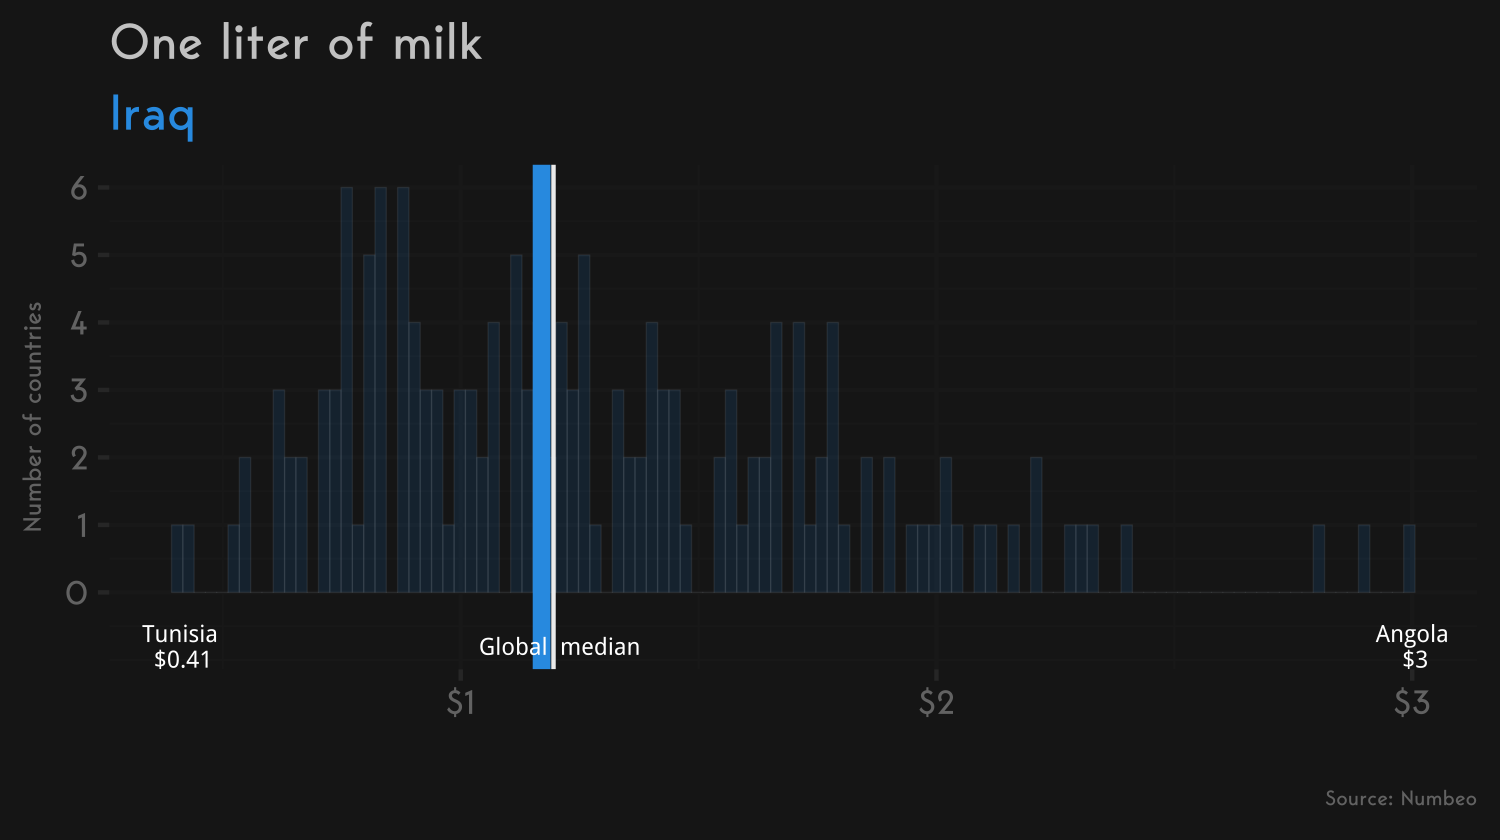 One liter of milk
Iraq
Number of countries
6
5
4
3
2
1
0
Tunisia
$0.41
Global median
Angola
$3
$1
$2
$3
Source: Numbeo